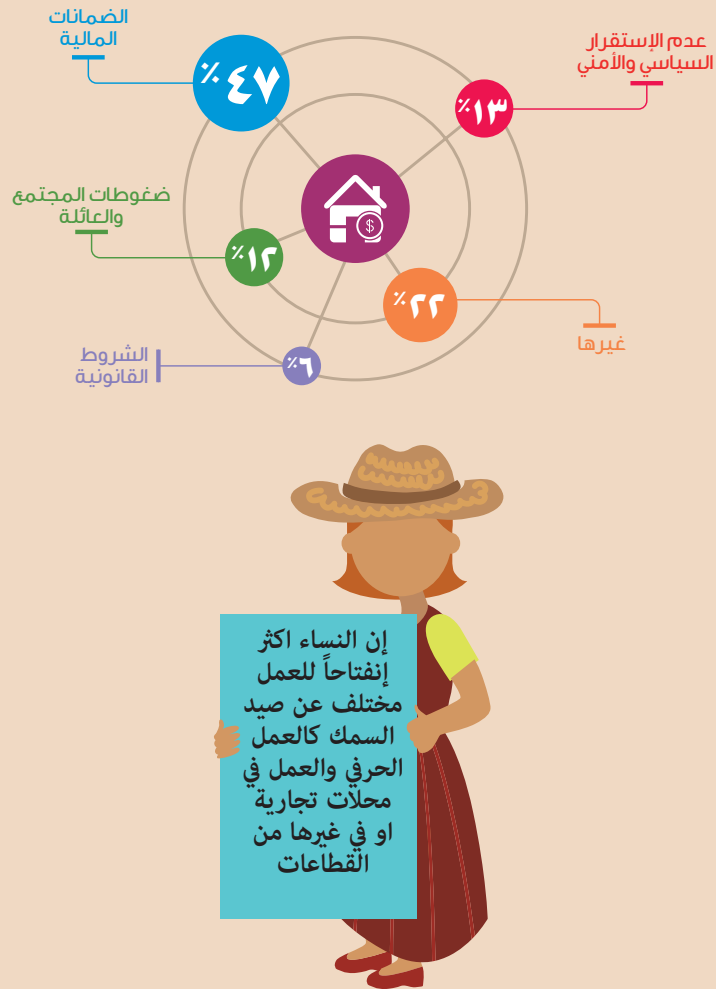 عدم الإستقرار
السياسي والأمني
٪١٣
الضمانات
المالية
٪٤٧
ضغوطات المجتمع
والعائلة
٪١٢
٪٢٢
غيرها
الشروط
القانونية
٪٦
$
إن النساء اكثر
إنفتاحاً للعمل
مختلف عن صيد
السمك كالعمل
الحرفي والعمل في
محلات تجارية
او في غيرها من
القطاعات